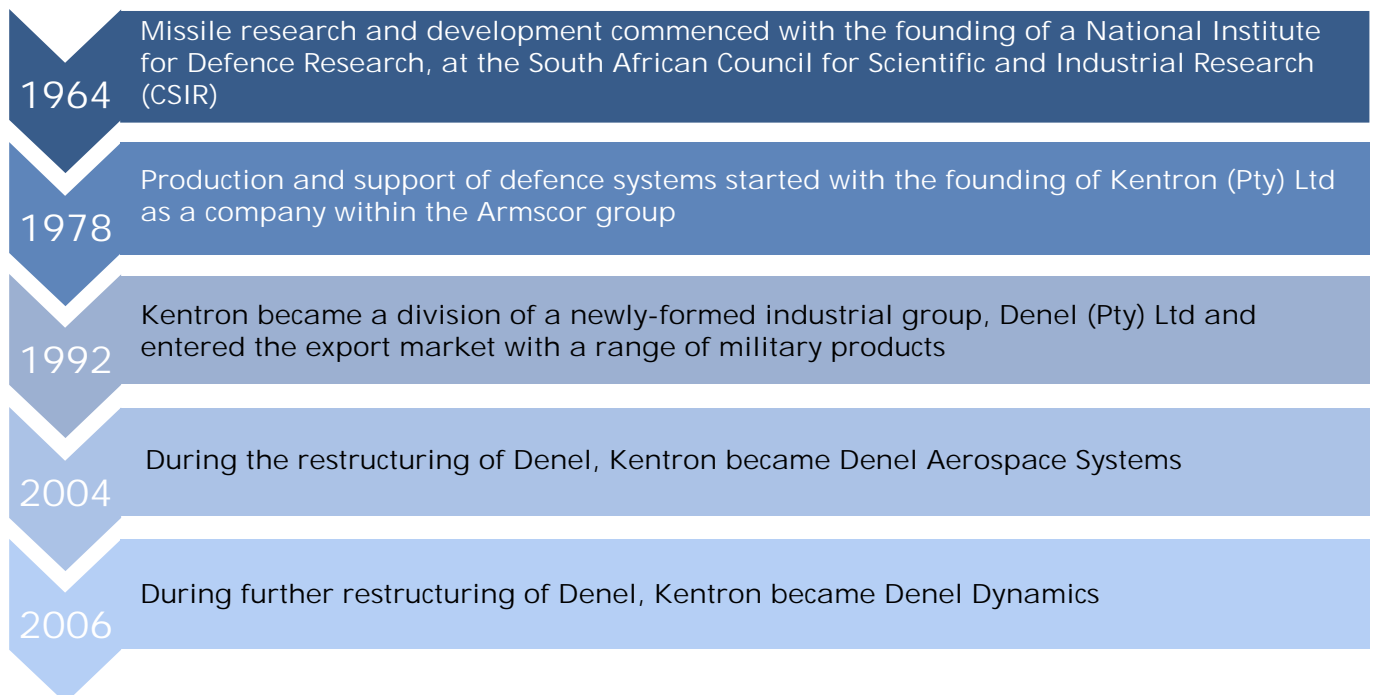 Missile research and development commenced with the founding of a National Institute
for Defence Research, at the South African Council for Scientific and Industrial Research
1964 (CSIR)
Production and support of defence systems started with the founding of Kentron (Pty) Ltd
1978 as a company within the Armscor group
Kentron became a division of a newly-formed industrial group, Denel (Pty) Ltd and
1992 entered the export market with a range of military products
During the restructuring of Denel, Kentron became Denel Aerospace Systems
2004
During further restructuring of Denel, Kentron became Denel Dynamics
2006